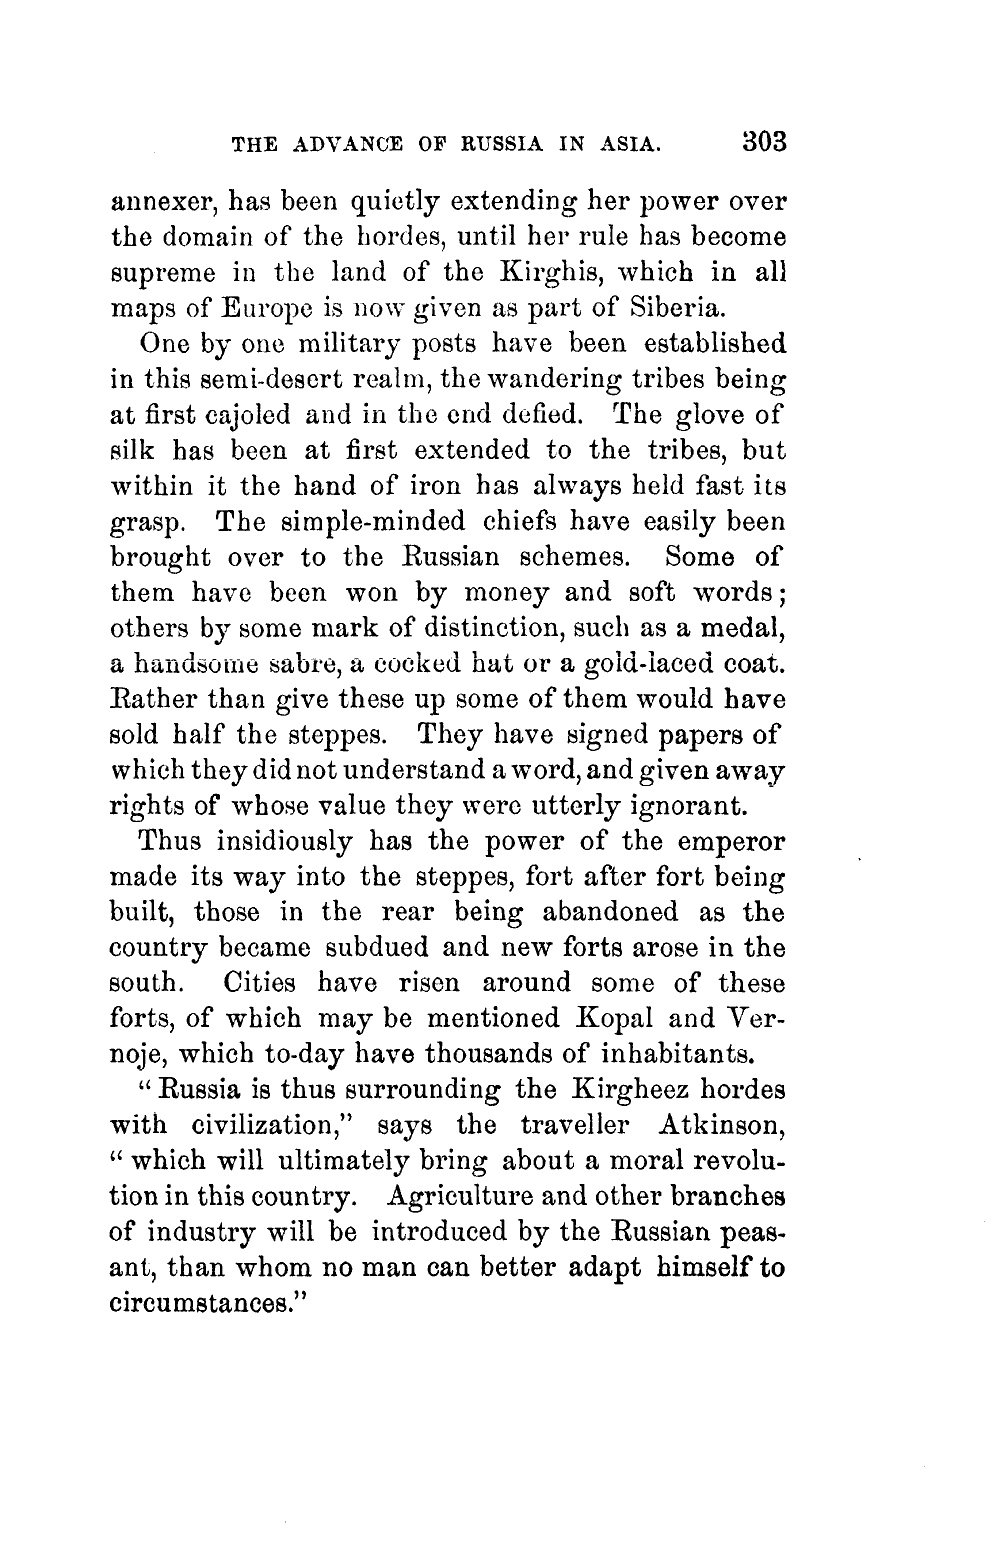 THE ADVANCE OF RUSSIA IN ASIA. 303
annexer, has been quietly extending her power over
the domain of the hordes, until her rule has become
supreme in the land of the Kirghis, which in all
maps of Europe is now given as part of Siberia.
One by one military posts have been established
in this semi-desert realm, the wandering tribes being
at first cajoled and in the end defied. The glove of
silk has been at first extended to the tribes, but
within it the hand of iron has always held fast its
grasp. The simple-minded chiefs have easily been
brought over to the Russian schemes. Some of
them have been won by money and soft words;
others by some mark of distinction, such as a medal,
a handsome sabre, a cocked hat or a gold-laced coat.
Rather than give these up some of them would have
sold half the steppes. They have signed papers of
which they did not understand a word, and given away
rights of whose value they were utterly ignorant.
Thus insidiously has the power of the emperor
made its way into the steppes, fort after fort being
built, those in the rear being abandoned as the
country became subdued and new forts arose in the
south. Cities have risen around some of these
forts, of which may be mentioned Kopal and Ver-
noje, which to-day have thousands of inhabitants.
“Russia is thus surrounding the Kirgheez hordes
with civilization,” says the traveller Atkinson,
“which will ultimately bring about a moral revolu-
tion in this country. Agriculture and other branches
of industry will be introduced by the Russian peas-
ant, than whom no man can better adapt himself to
circumstances.”